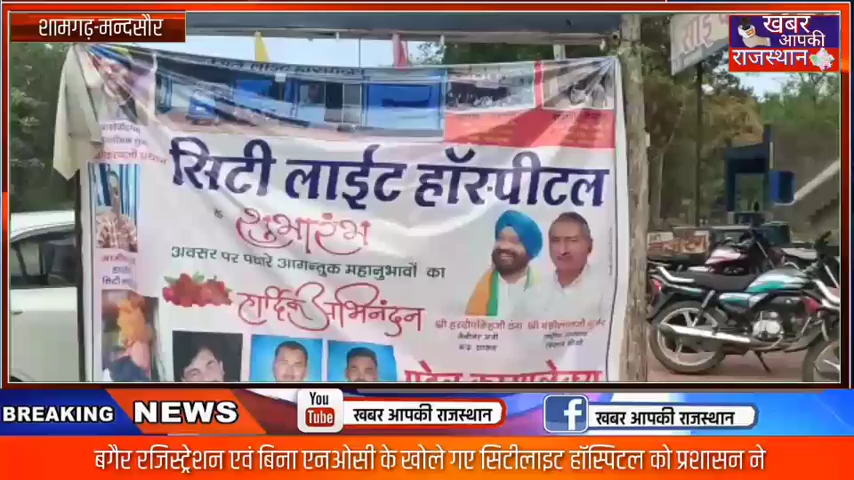 शामगढ़-मन्दसौर
खबर
आपकी
राजस्थान
सिटी लाईट हॉस्पीटल
के शुभारंभ
अवसर पर पधारे आगन्तुक महानुभावों का
हार्दिक अभिनंदन
BREAKING NEWS
You Tube
खबर आपकी राजस्थान
f
खबर आपकी राजस्थान
बगैर रजिस्ट्रेशन एवं बिना एनओसी के खोले गए सिटीलाइट हॉस्पिटल को प्रशासन ने